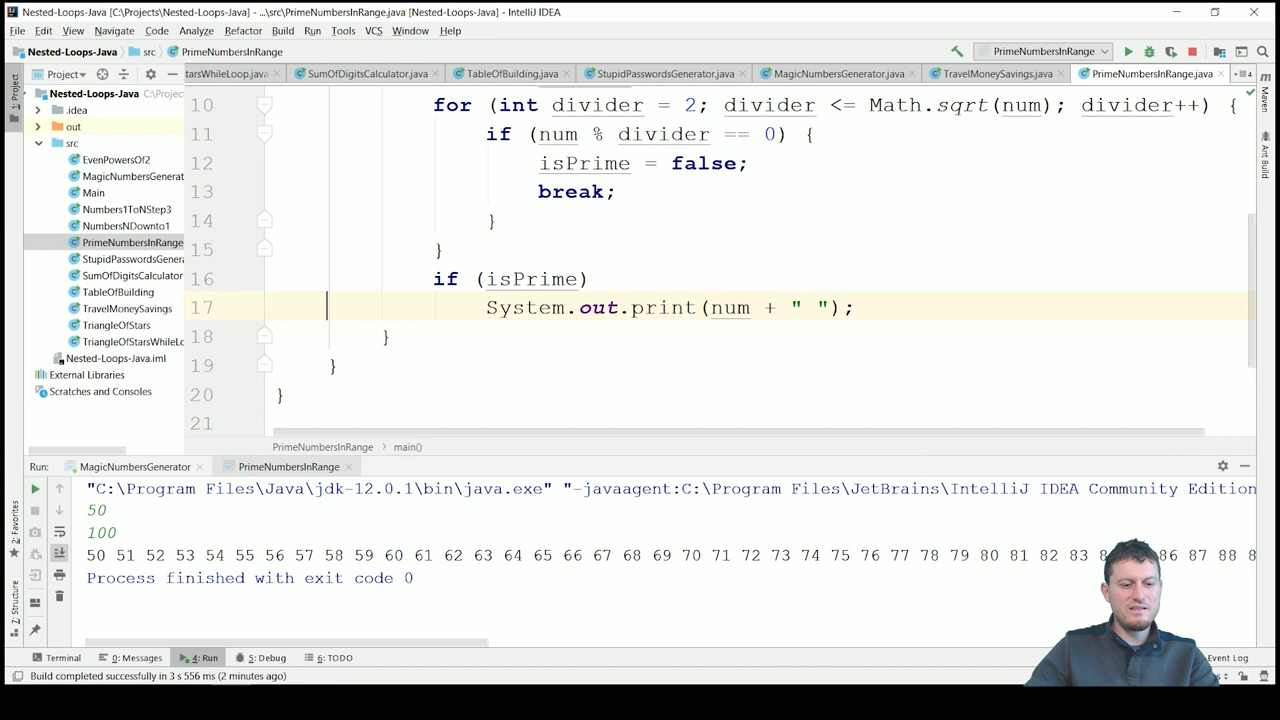 Nested-Loops-Java [C:\Projects\Nested-Loops-Java] - ...\src\PrimeNumbersInRange.java [Nested-Loops-Java] - IntelliJ IDEA
File Edit View Navigate Code Analyze Refactor Build Run Tools VCS Window Help
Nested-Loops-Java src PrimeNumbersInRange
PrimeNumbersInRange
Project
StarsWhileLoop.java SumOfDigitsCalculator.java TableOfBuilding.java StupidPasswordsGenerator.java MagicNumbersGenerator.java TravelMoneySavings.java PrimeNumbersInRange.java
1: Project
Maven
Ant Build
Nested-Loops-Java C:\Project
.idea
out
src
EvenPowersOf2
MagicNumbersGenerat
Main
Numbers1ToNStep3
NumbersNDownto1
PrimeNumbersInRange
StupidPasswordsGenera
SumOfDigitsCalculator
TableOfBuilding
TravelMoneySavings
TriangleOfStars
TriangleOfStarsWhileLo
Nested-Loops-Java.iml
External Libraries
Scratches and Consoles
10 for (int divider = 2; divider <= Math.sqrt(num); divider++) {
11 if (num % divider == 0) {
12 isPrime = false;
13 break;
14 }
15 }
16 if (isPrime)
17 System.out.print(num + " ");
18 }
19 }
20 }
21
PrimeNumbersInRange > main()
Run: MagicNumbersGenerator PrimeNumbersInRange
"C:\Program Files\Java\jdk-12.0.1\bin\java.exe" "-javaagent:C:\Program Files\JetBrains\IntelliJ IDEA Community Edition
50
100
50 51 52 53 54 55 56 57 58 59 60 61 62 63 64 65 66 67 68 69 70 71 72 73 74 75 76 77 78 79 80 81 82 83 86 87 88 8
Process finished with exit code 0
2: Favorites
7: Structure
Terminal 0: Messages 4: Run 5: Debug 6: TODO Event Log
Build completed successfully in 3 s 556 ms (2 minutes ago)